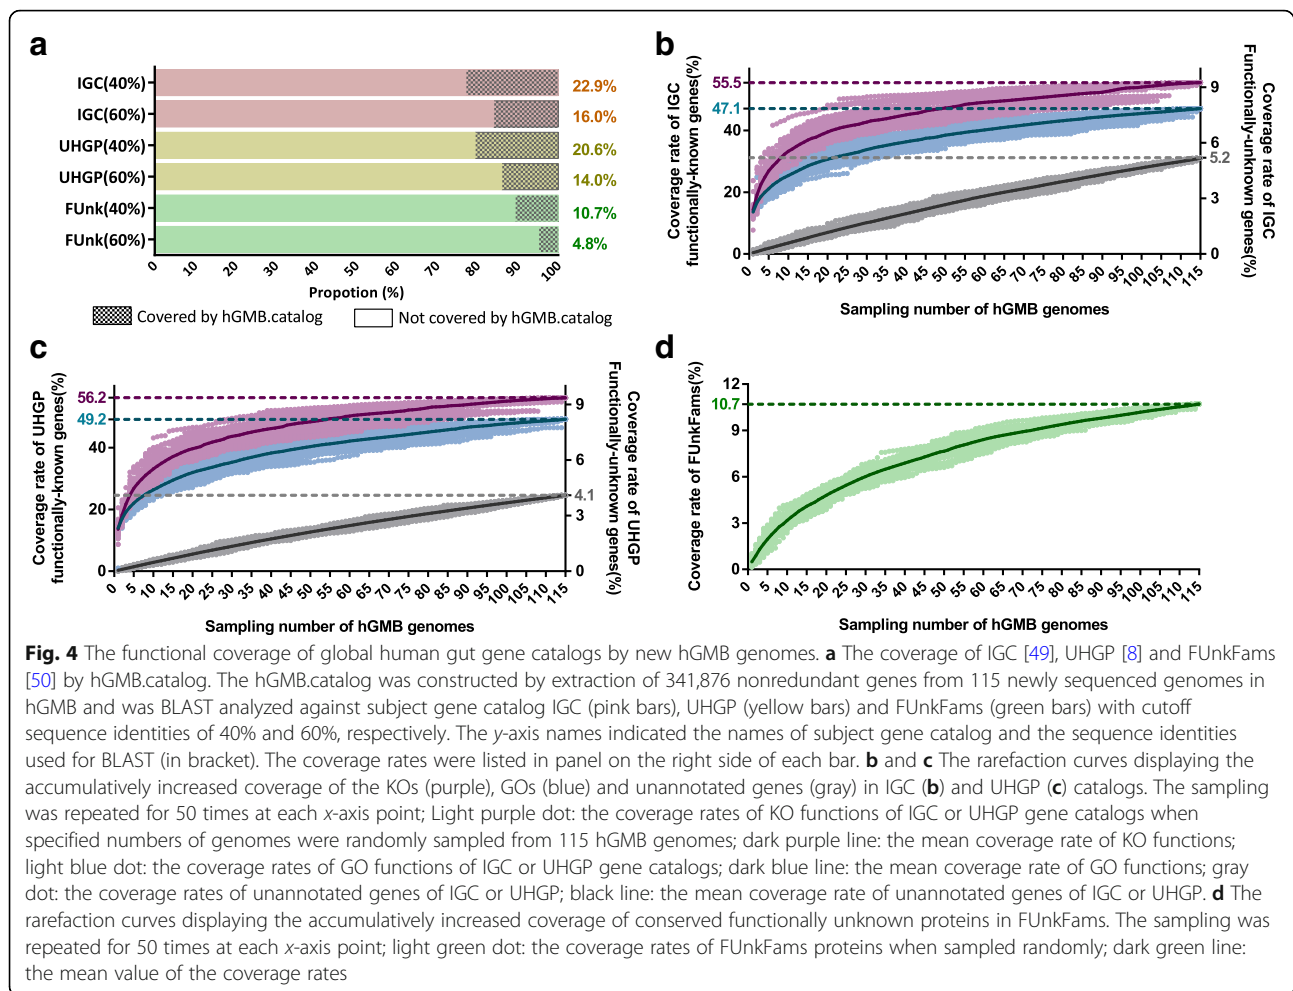 a
IGC(40%)
22.9%
IGC(60%)
16.0%
UHGP(40%)
20.6%
UHGP(60%)
14.0%
FUnk(40%)
10.7%
FUnk(60%)
4.8%
0 10 20 30 40 50 60 70 80 90 100
Propotion (%)
Covered by hGMB.catalog
Not covered by hGMB.catalog
b
Coverage rate of IGC
functionally-known genes(%)
55.5
47.1
40
20
0
9
6
5.2
3
0
Coverage rate of IGC
Functionally-unknown genes(%)
0 5 10 15 20 25 30 35 40 45 50 55 60 65 70 75 80 85 90 95 100 105 110 115
Sampling number of hGMB genomes
c
Coverage rate of UHGP
functionally-known genes(%)
56.2
49.2
40
20
0
9
6
4.1
3
0
Coverage rate of UHGP
Functionally-unknown genes(%)
0 5 10 15 20 25 30 35 40 45 50 55 60 65 70 75 80 85 90 95 100 105 110 115
Sampling number of hGMB genomes
d
Coverage rate of FUnkFams(%)
12
10.7
9
6
3
0
0 5 10 15 20 25 30 35 40 45 50 55 60 65 70 75 80 85 90 95 100 105 110 115
Sampling number of hGMB genomes
Fig. 4 The functional coverage of global human gut gene catalogs by new hGMB genomes. a The coverage of IGC [49], UHGP [8] and FUnkFams
[50] by hGMB.catalog. The hGMB.catalog was constructed by extraction of 341,876 nonredundant genes from 115 newly sequenced genomes in
hGMB and was BLAST analyzed against subject gene catalog IGC (pink bars), UHGP (yellow bars) and FUnkFams (green bars) with cutoff
sequence identities of 40% and 60%, respectively. The y-axis names indicated the names of subject gene catalog and the sequence identities
used for BLAST (in bracket). The coverage rates were listed in panel on the right side of each bar. b and c The rarefaction curves displaying the
accumulatively increased coverage of the KOs (purple), GOs (blue) and unannotated genes (gray) in IGC (b) and UHGP (c) catalogs. The sampling
was repeated for 50 times at each x-axis point; Light purple dot: the coverage rates of KO functions of IGC or UHGP gene catalogs when
specified numbers of genomes were randomly sampled from 115 hGMB genomes; dark purple line: the mean coverage rate of KO functions;
light blue dot: the coverage rates of GO functions of IGC or UHGP gene catalogs; dark blue line: the mean coverage rate of GO functions; gray
dot: the coverage rates of unannotated genes of IGC or UHGP; black line: the mean coverage rate of unannotated genes of IGC or UHGP. d The
rarefaction curves displaying the accumulatively increased coverage of conserved functionally unknown proteins in FUnkFams. The sampling was
repeated for 50 times at each x-axis point; light green dot: the coverage rates of FUnkFams proteins when sampled randomly; dark green line:
the mean value of the coverage rates